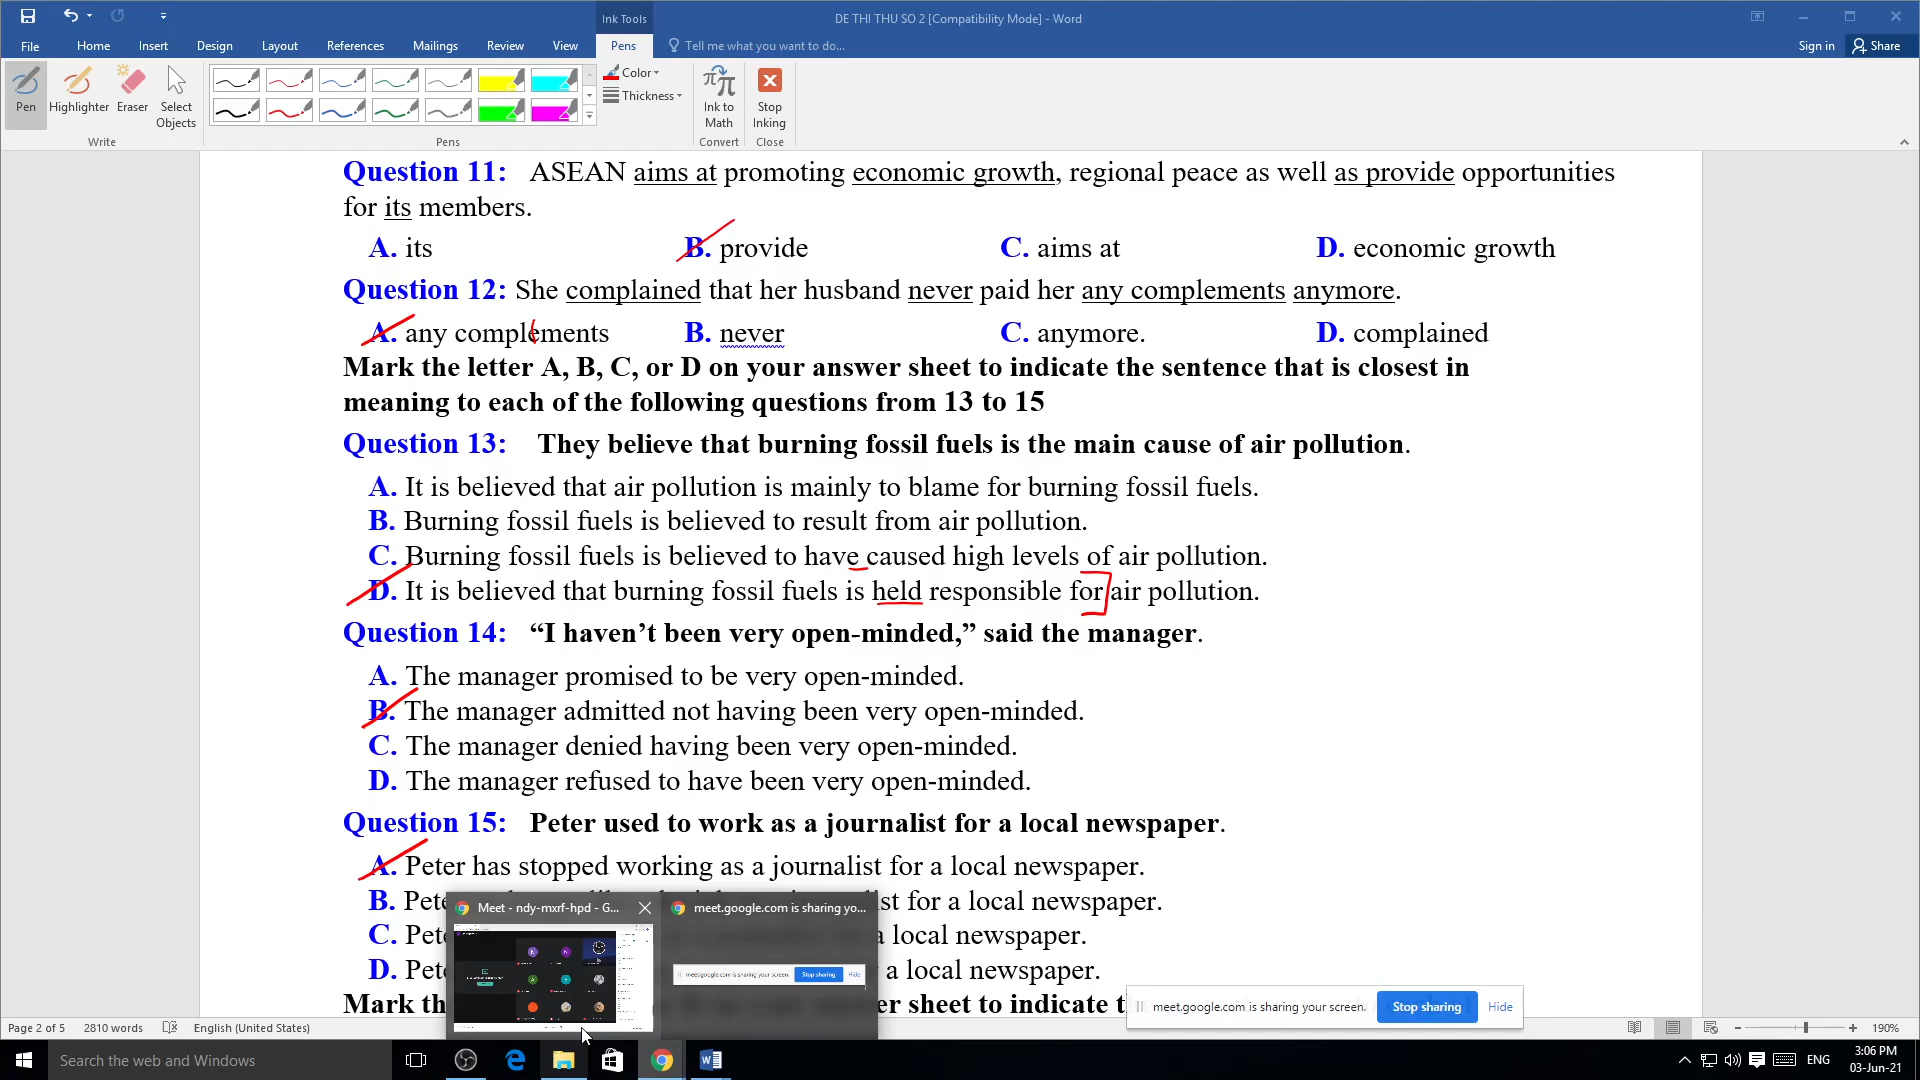 Ink Tools
DE THI THU SO 2 [Compatibility Mode] - Word
File Home Insert Design Layout References Mailings Review View Pens Tell me what you want to do... Sign in Share
Pen Highlighter Eraser Select Objects
Color
Thickness
Ink to Math
Stop Inking
Write Pens Convert Close
Question 11: ASEAN aims at promoting economic growth, regional peace as well as provide opportunities
for its members.
A. its B. provide C. aims at D. economic growth
Question 12: She complained that her husband never paid her any complements anymore.
A. any complements B. never C. anymore. D. complained
Mark the letter A, B, C, or D on your answer sheet to indicate the sentence that is closest in
meaning to each of the following questions from 13 to 15
Question 13: They believe that burning fossil fuels is the main cause of air pollution.
A. It is believed that air pollution is mainly to blame for burning fossil fuels.
B. Burning fossil fuels is believed to result from air pollution.
C. Burning fossil fuels is believed to have caused high levels of air pollution.
D. It is believed that burning fossil fuels is held responsible for air pollution.
Question 14: “I haven’t been very open-minded,” said the manager.
A. The manager promised to be very open-minded.
B. The manager admitted not having been very open-minded.
C. The manager denied having been very open-minded.
D. The manager refused to have been very open-minded.
Question 15: Peter used to work as a journalist for a local newspaper.
A. Peter has stopped working as a journalist for a local newspaper.
B. Pete st for a local newspaper.
C. Pete a local newspaper.
D. Pete a local newspaper.
Mark th r sheet to indicate t
Meet - ndy-mxrf-hpd - G... meet.google.com is sharing yo...
meet.google.com is sharing your screen. Stop sharing Hide
meet.google.com is sharing your screen. Stop sharing Hide
Page 2 of 5 2810 words English (United States) 190%
Search the web and Windows
ENG
3:06 PM
03-Jun-21